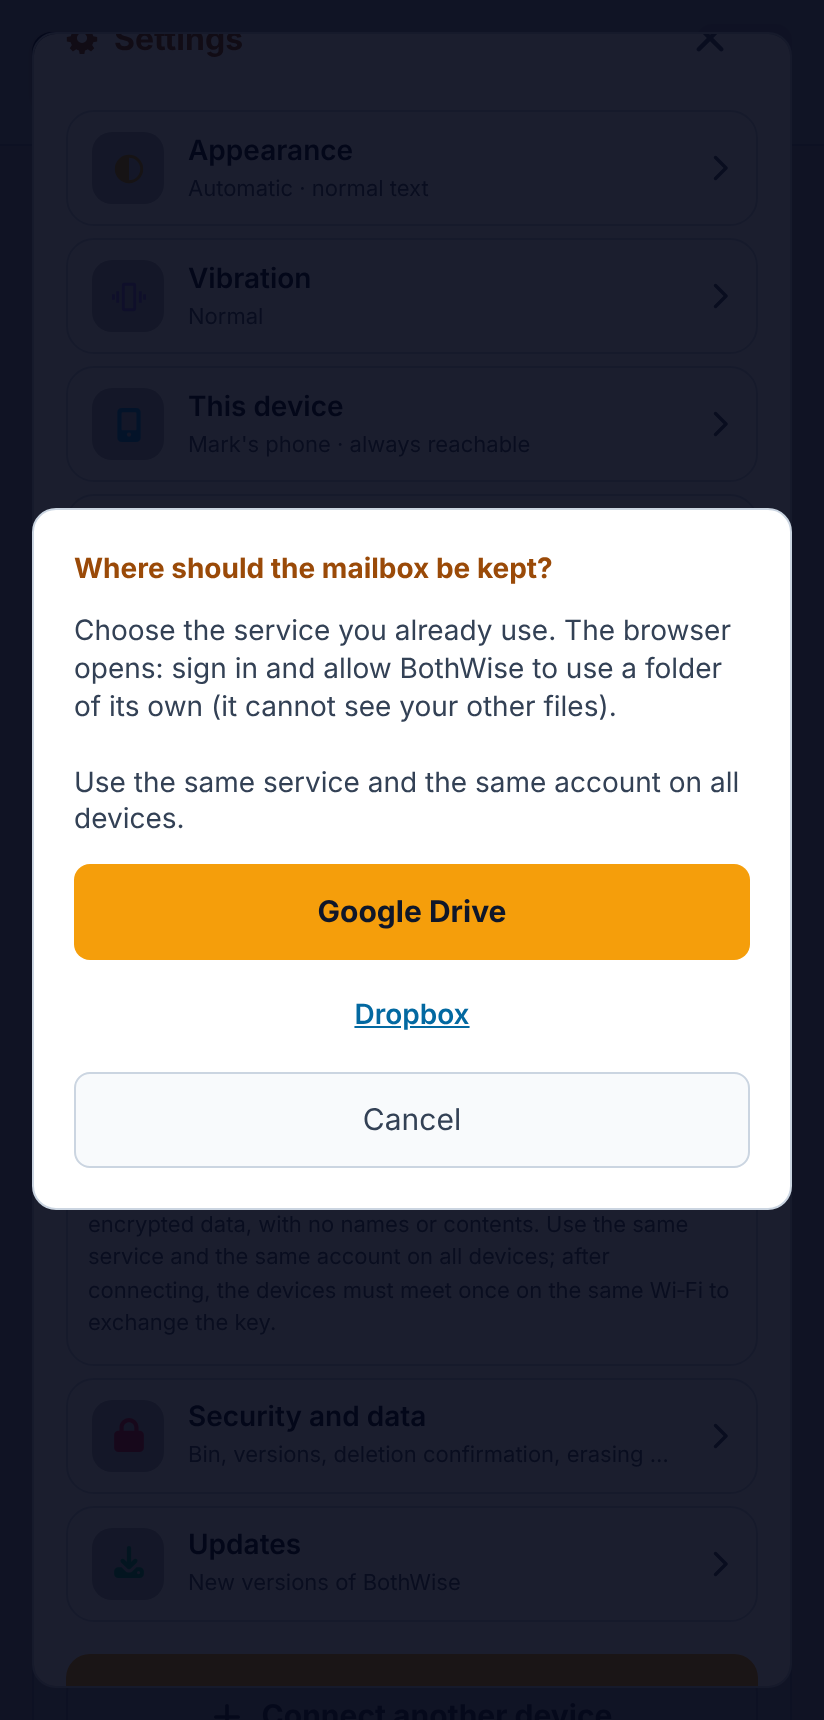 Settings
Appearance
Automatic · normal text
Vibration
Normal
This device
Mark's phone · always reachable
Where should the mailbox be kept?
Choose the service you already use. The browser
opens: sign in and allow BothWise to use a folder
of its own (it cannot see your other files).
Use the same service and the same account on all
devices.
Google Drive
Dropbox
Cancel
encrypted data, with no names or contents. Use the same
service and the same account on all devices; after
connecting, the devices must meet once on the same Wi-Fi to
exchange the key.
Security and data
Bin, versions, deletion confirmation, erasing ...
Updates
New versions of BothWise
+ Connect another device